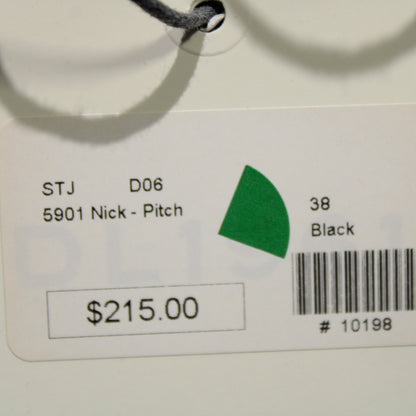 STJ D06
5901 Nick - Pitch
38
Black
$215.00
# 10198